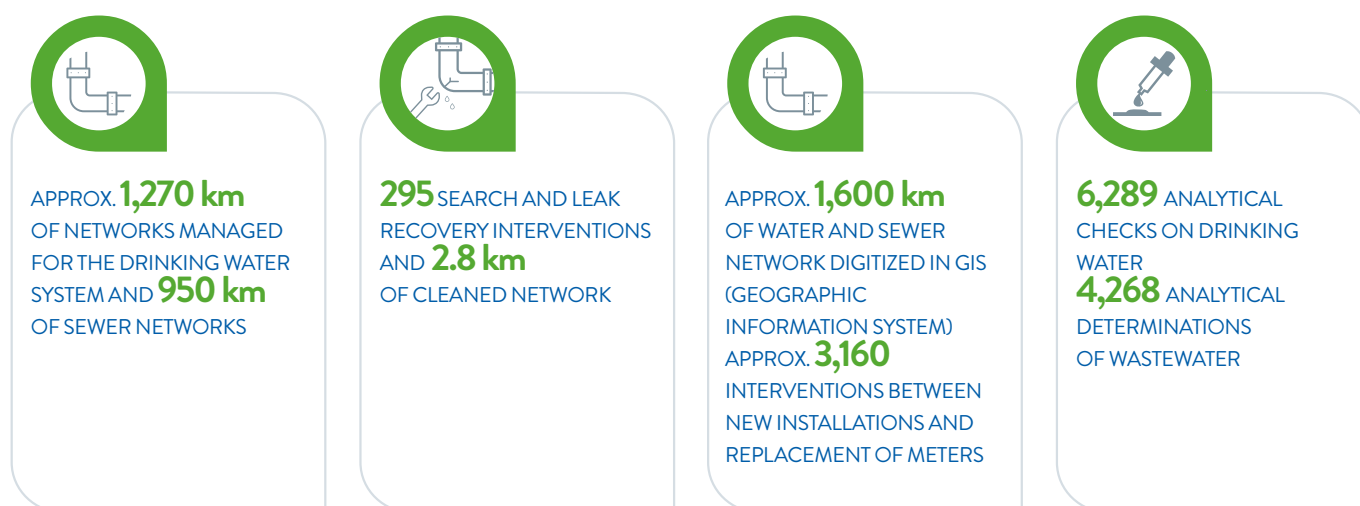 APPROX. 1,270 km
OF NETWORKS MANAGED
FOR THE DRINKING WATER
SYSTEM AND 950 km
OF SEWER NETWORKS
295 SEARCH AND LEAK
RECOVERY INTERVENTIONS
AND 2.8 km
OF CLEANED NETWORK
APPROX. 1,600 km
OF WATER AND SEWER
NETWORK DIGITIZED IN GIS
(GEOGRAPHIC
INFORMATION SYSTEM)
APPROX. 3,160
INTERVENTIONS BETWEEN
NEW INSTALLATIONS AND
REPLACEMENT OF METERS
6,289 ANALYTICAL
CHECKS ON DRINKING
WATER
4,268 ANALYTICAL
DETERMINATIONS
OF WASTEWATER